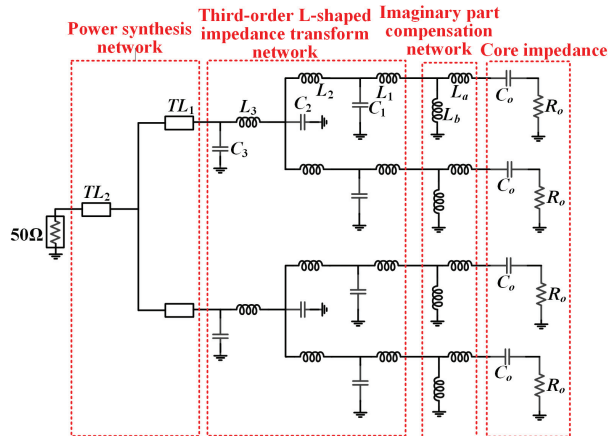 Power synthesis
network
Third-order L-shaped
impedance transform
network
Imaginary part
compensation
network
Core impedance
L2
L1
La
Co
Ro
TL1
L3
C2
C1
Lb
C3
TL2
Co
Ro
50Ω
Co
Ro
Co
Ro